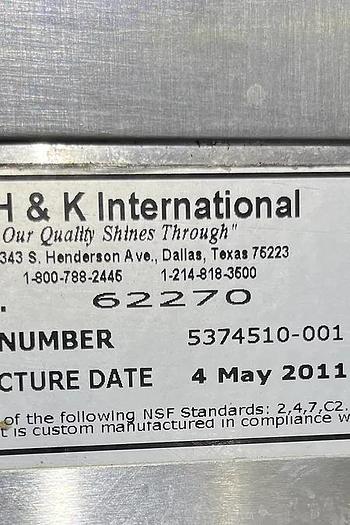 H & K International
Our Quality Shines Through"
343 S. Henderson Ave., Dallas, Texas 75223
1-800-788-2445 1-214-818-3500
. 62270
NUMBER 5374510-001
CTURE DATE 4 May 2011
of the following NSF Standards: 2,4,7,C2.
t is custom manufactured in compliance w